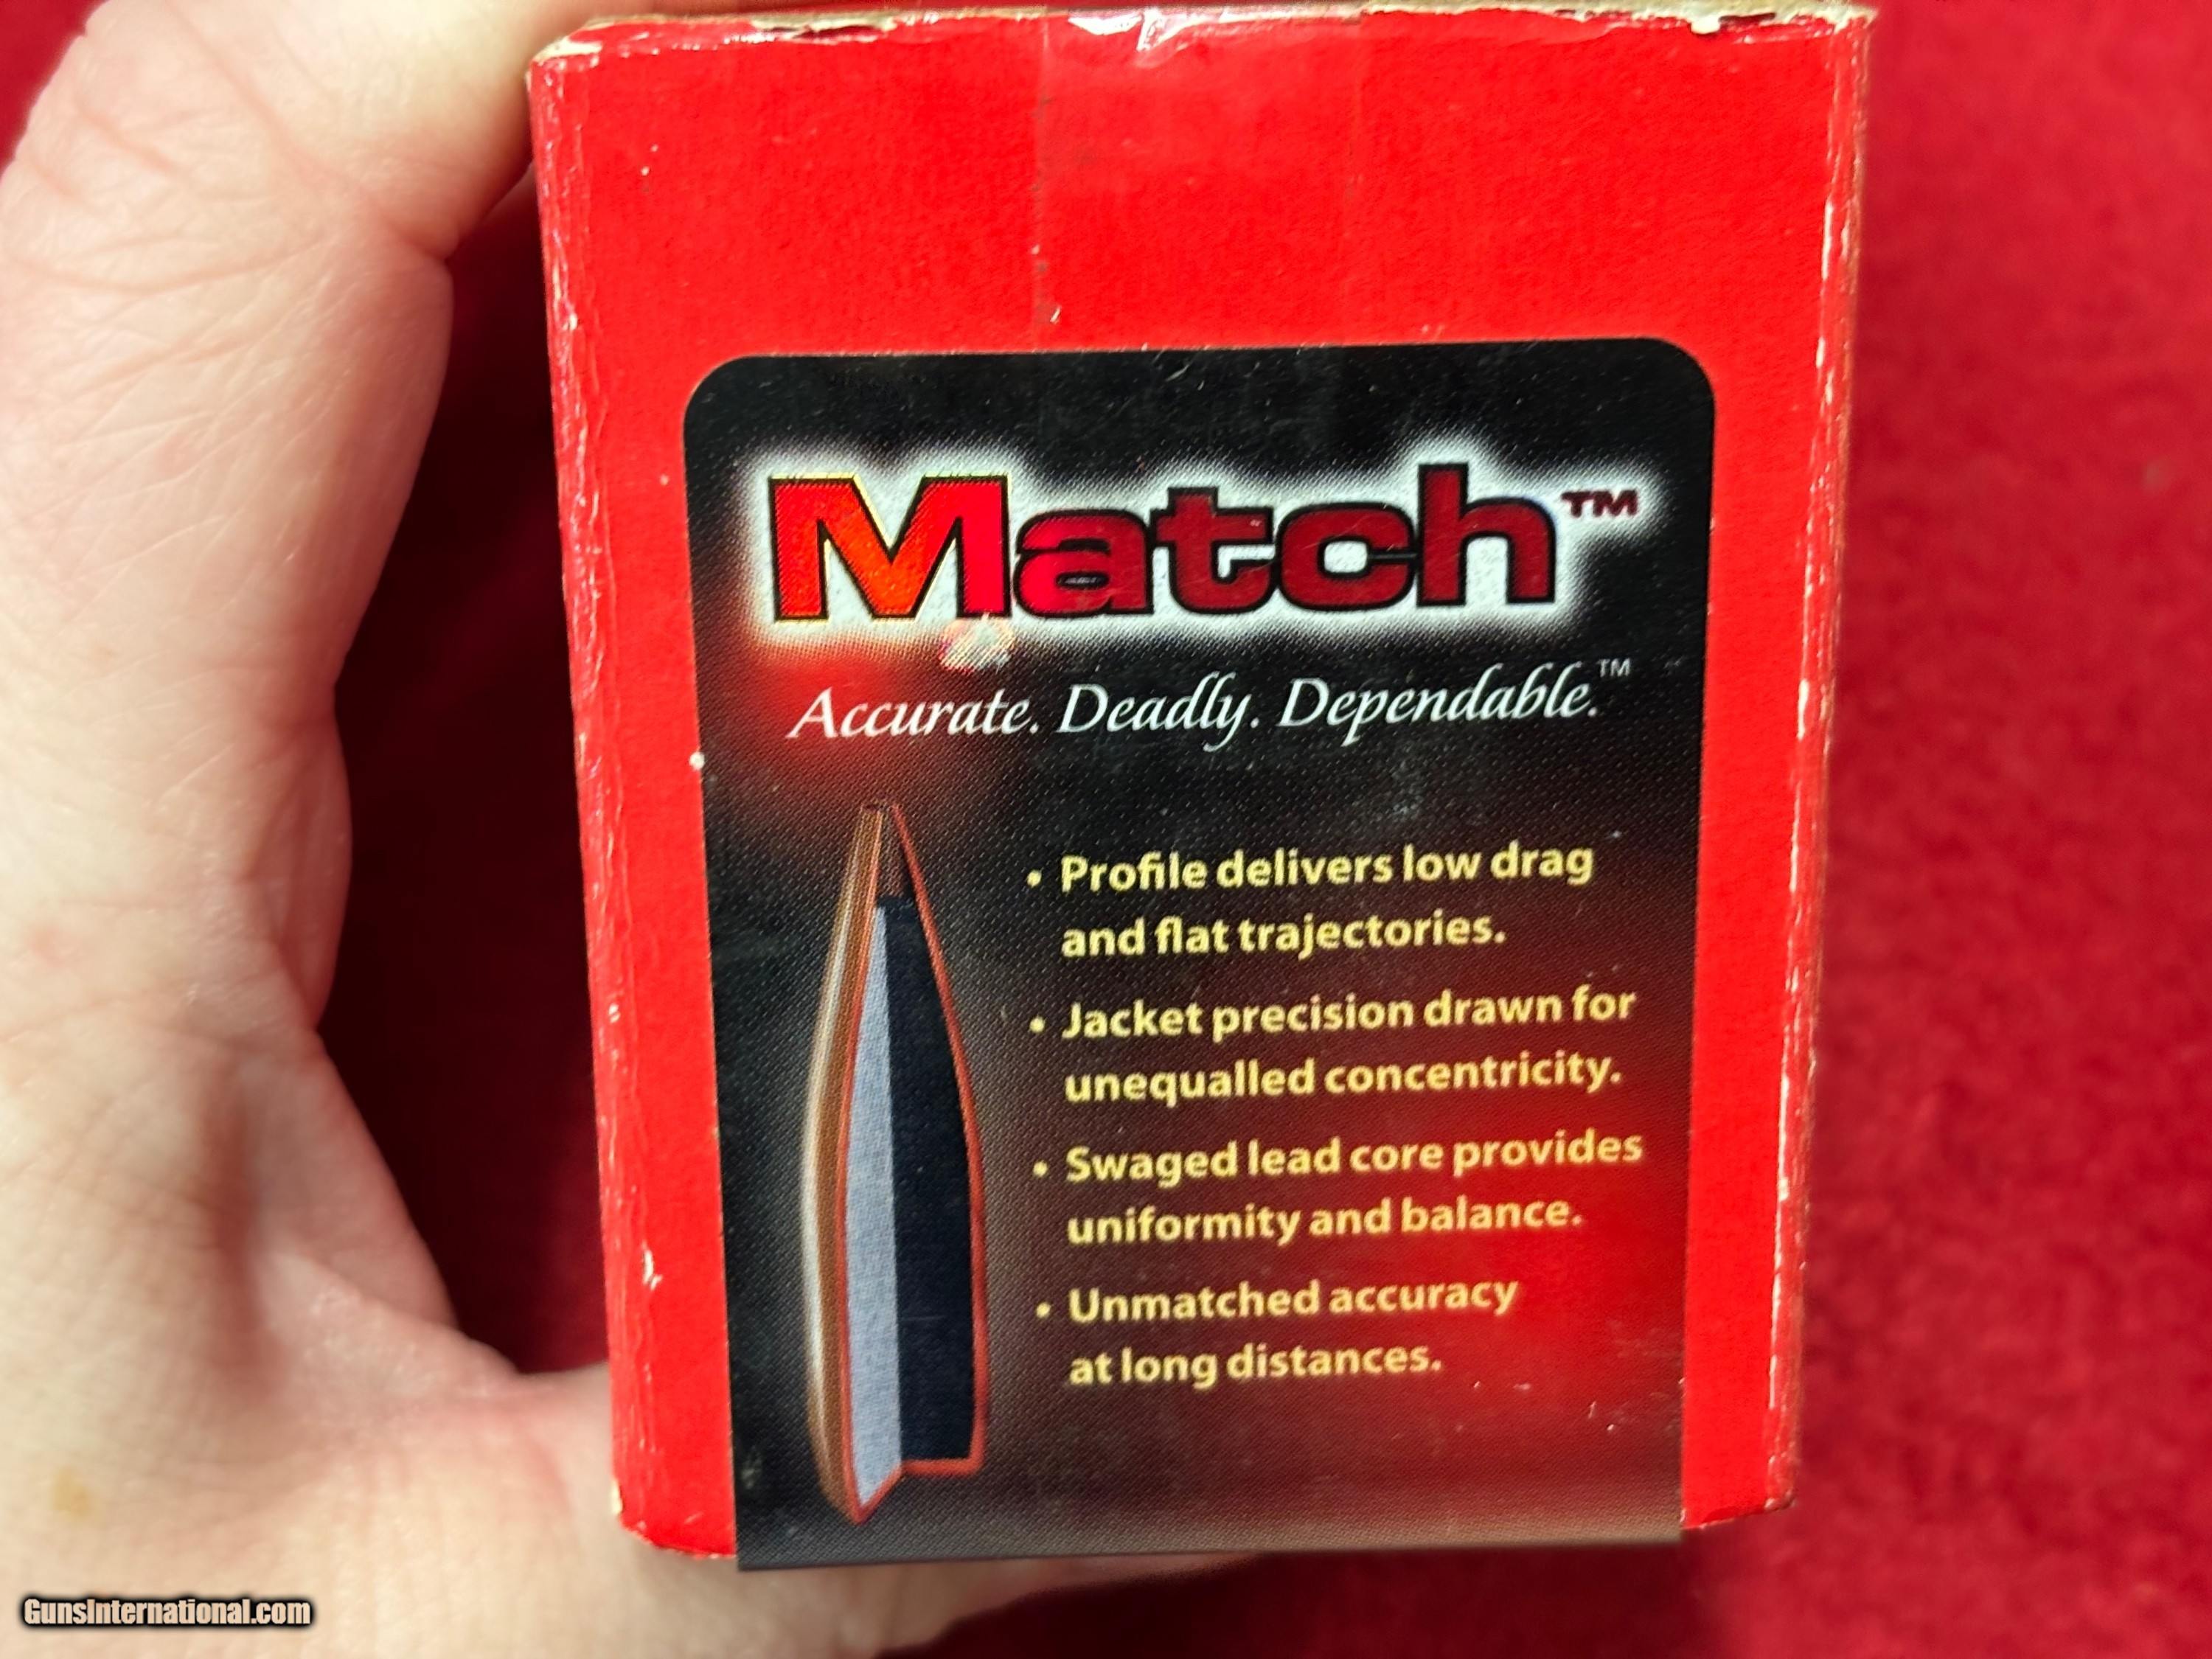 Match™
Accurate. Deadly. Dependable.™
• Profile delivers low drag
and flat trajectories.
• Jacket precision drawn for
unequalled concentricity.
• Swaged lead core provides
uniformity and balance.
• Unmatched accuracy
at long distances.
GunsInternational.com